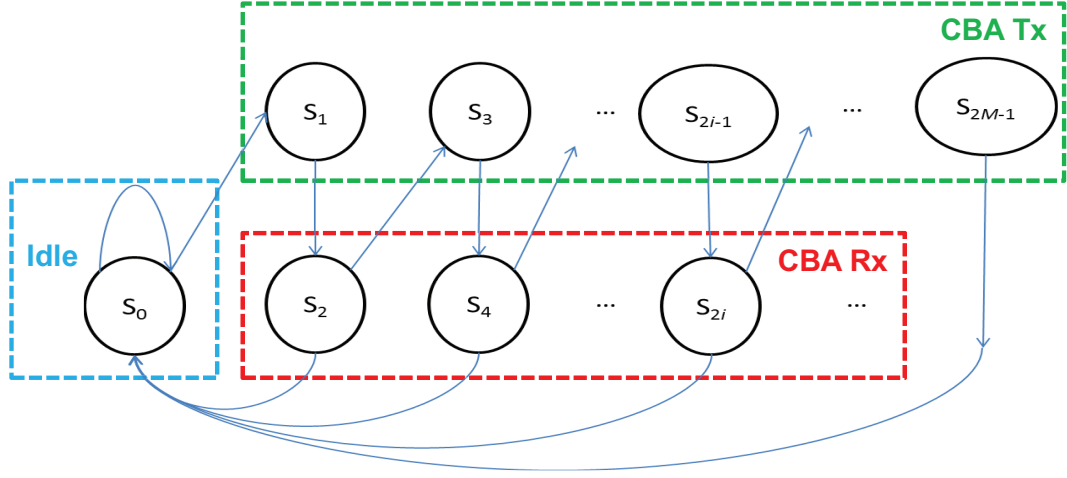 CBA Tx
S1 S3 ... S2i-1 ... S2M-1
Idle
CBA Rx
S0 S2 S4 ... S2i ...